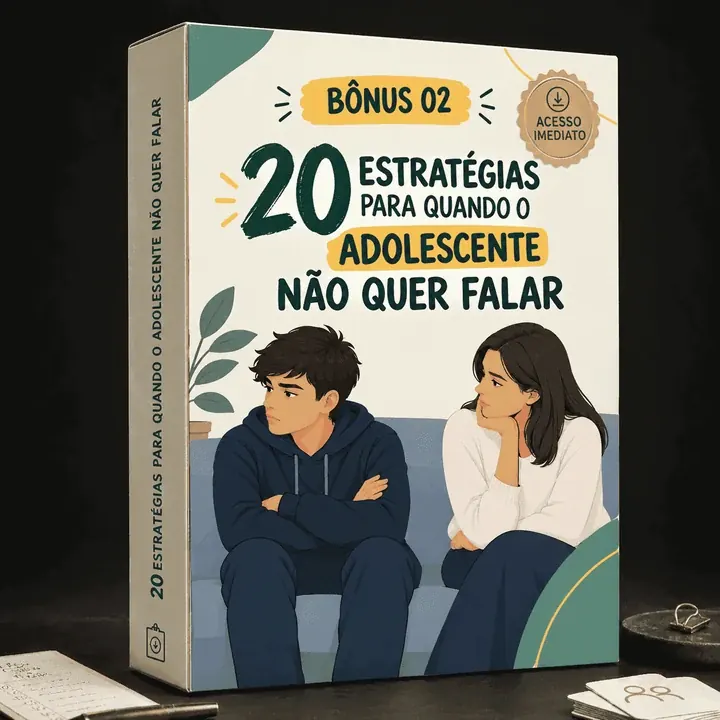 BÔNUS 02
ACESSO
IMEDIATO
20 ESTRATÉGIAS
PARA QUANDO O
ADOLESCENTE
NÃO QUER FALAR
20 ESTRATÉGIAS PARA QUANDO O ADOLESCENTE NÃO QUER FALAR